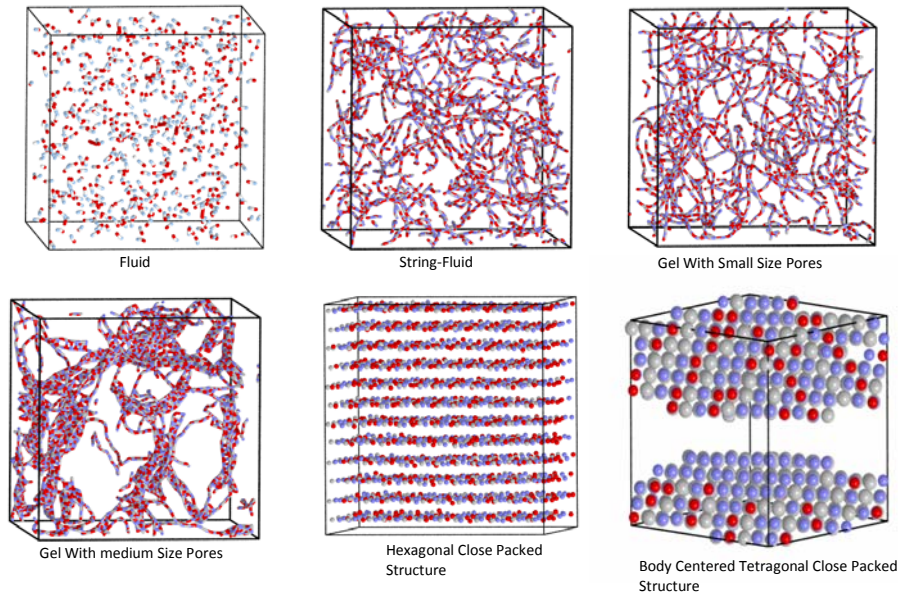 Fluid
String-Fluid
Gel With Small Size Pores
Gel With medium Size Pores
Hexagonal Close Packed
Structure
Body Centered Tetragonal Close Packed
Structure